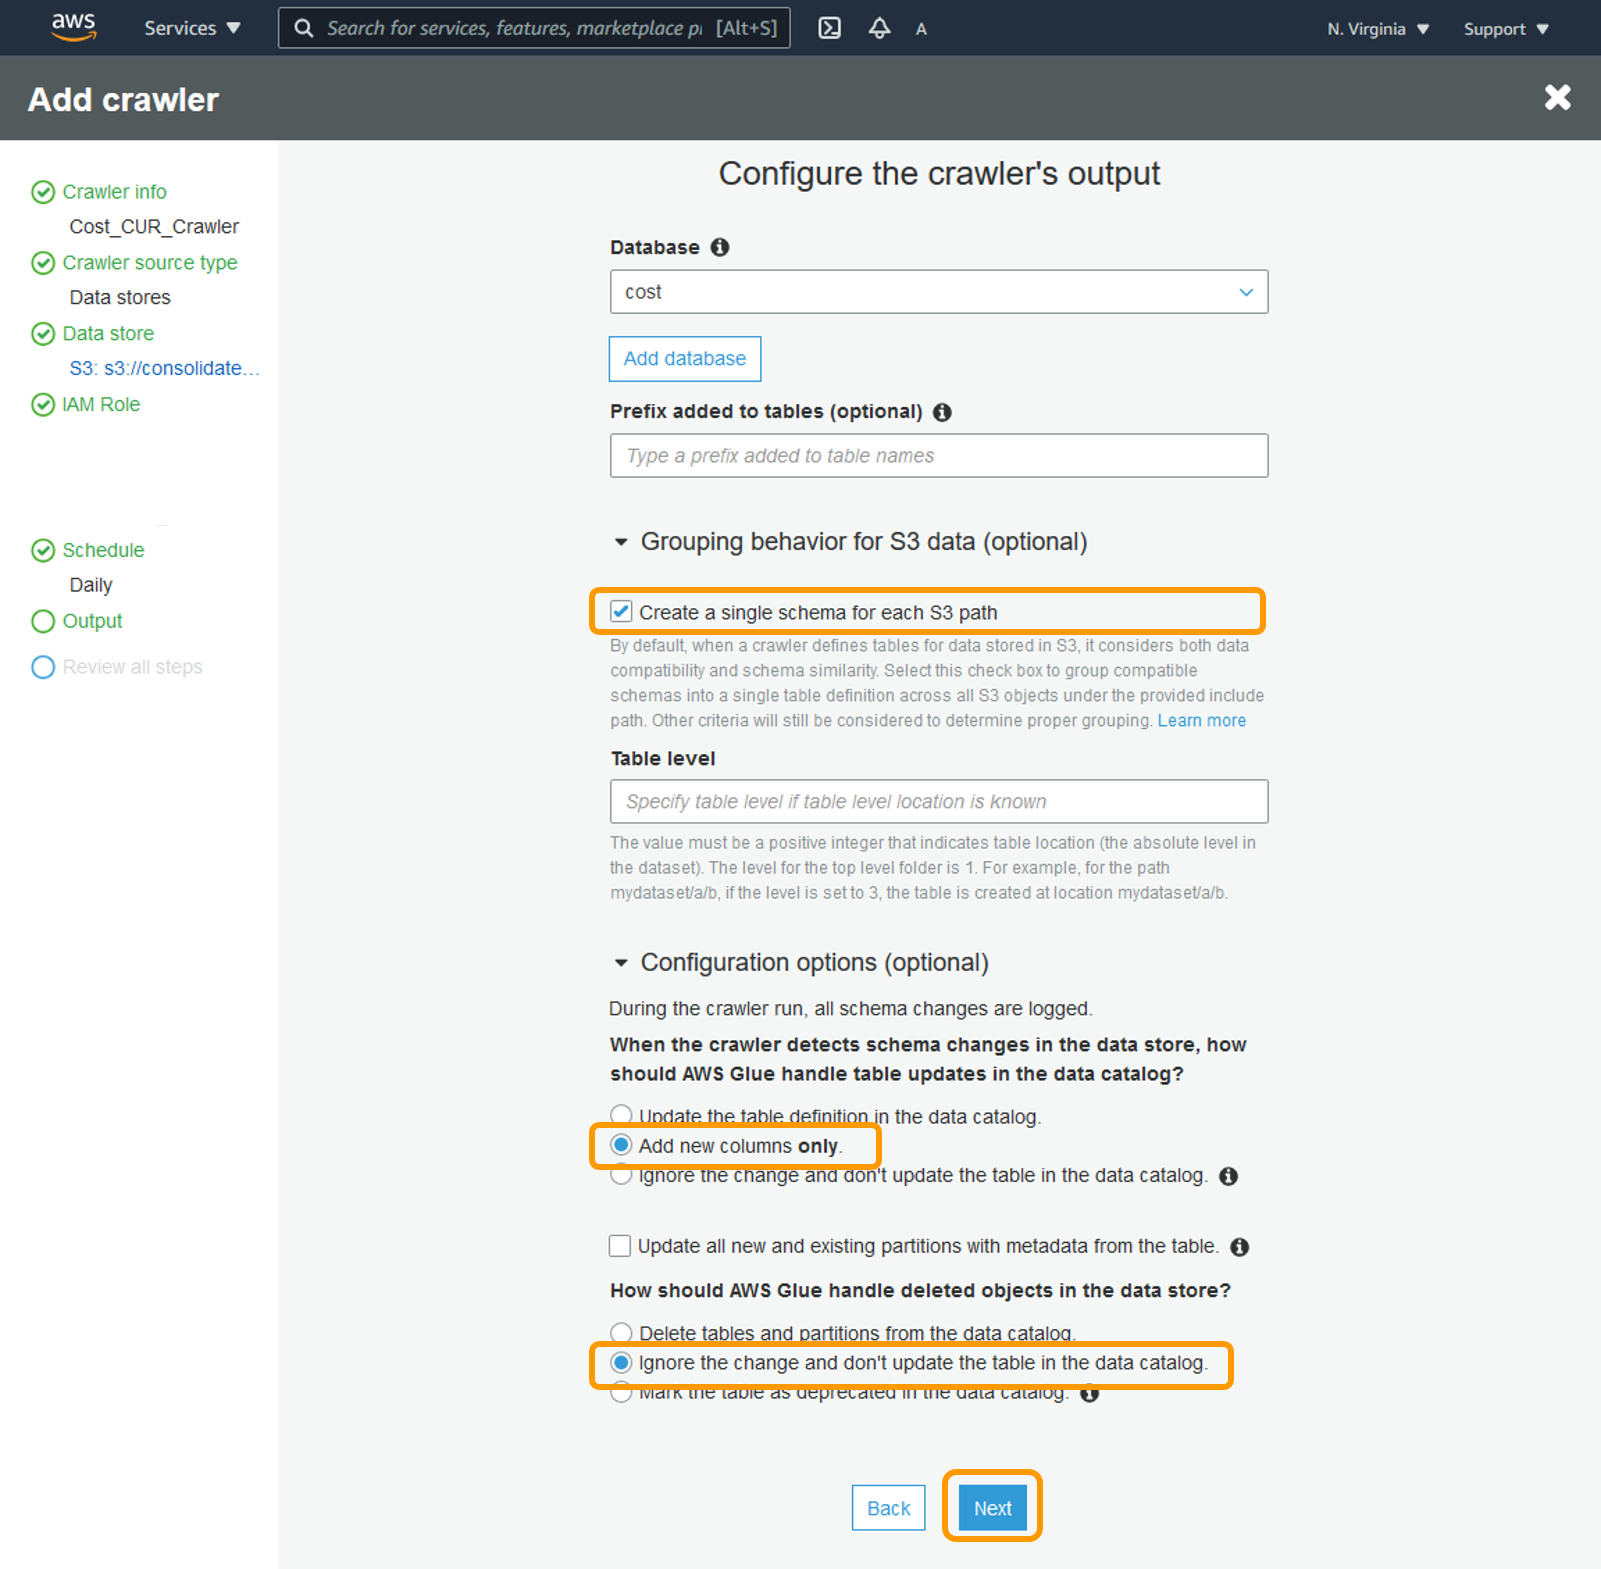 aws
Services
Search for services, features, marketplace pr [Alt+S]
A
N. Virginia
Support
Add crawler
Crawler info
Cost_CUR_Crawler
Crawler source type
Data stores
Data store
S3: s3://consolidate...
IAM Role
Schedule
Daily
Output
Review all steps
Configure the crawler's output
Database
cost
Add database
Prefix added to tables (optional)
Type a prefix added to table names
Grouping behavior for S3 data (optional)
Create a single schema for each S3 path
By default, when a crawler defines tables for data stored in S3, it considers both data
compatibility and schema similarity. Select this check box to group compatible
schemas into a single table definition across all S3 objects under the provided include
path. Other criteria will still be considered to determine proper grouping. Learn more
Table level
Specify table level if table level location is known
The value must be a positive integer that indicates table location (the absolute level in
the dataset). The level for the top level folder is 1. For example, for the path
mydataset/a/b, if the level is set to 3, the table is created at location mydataset/a/b.
Configuration options (optional)
During the crawler run, all schema changes are logged.
When the crawler detects schema changes in the data store, how
should AWS Glue handle table updates in the data catalog?
Update the table definition in the data catalog.
Add new columns only.
Ignore the change and don't update the table in the data catalog.
Update all new and existing partitions with metadata from the table.
How should AWS Glue handle deleted objects in the data store?
Delete tables and partitions from the data catalog.
Ignore the change and don't update the table in the data catalog.
Mark the table as deprecated in the data catalog.
Back
Next